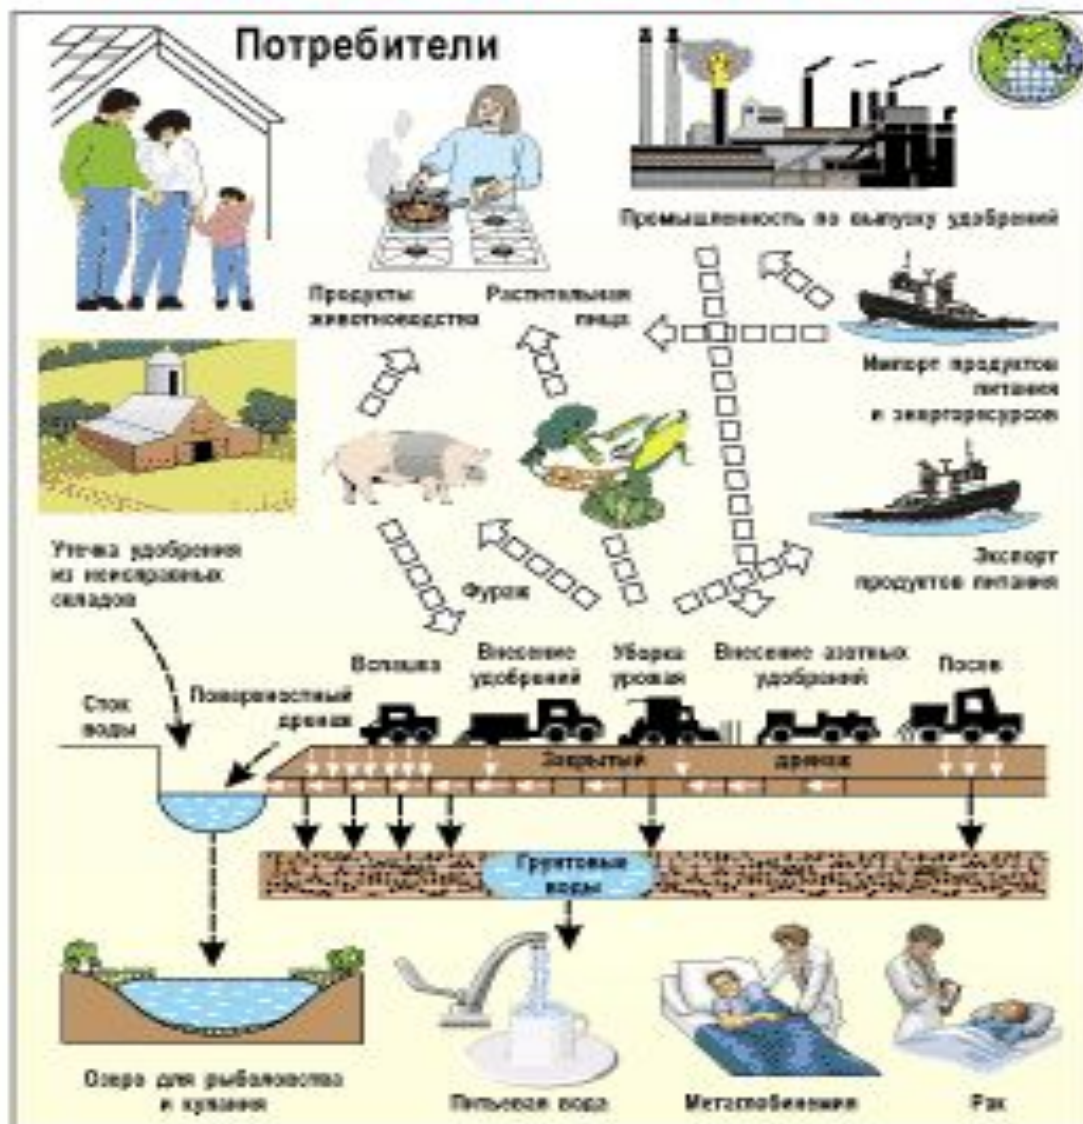 Потребители
Промышленность по выпуску удобрений
Продукты
животноводства
Растительная
пища
Импорт продуктов
питания
и энергоресурсов
Экспорт
продуктов питания
Утечка удобрения
из неисправных
складов
Фураж
Вспашка
Внесение
удобрений
Уборка
урожая
Внесение азотных
удобрений
Посев
Сток
воды
Поверхностный
дренаж
Закрытый дренаж
Грунтовые
воды
Озеро для рыболовства
и купания
Питьевая вода
Метаглобинемия
Рак